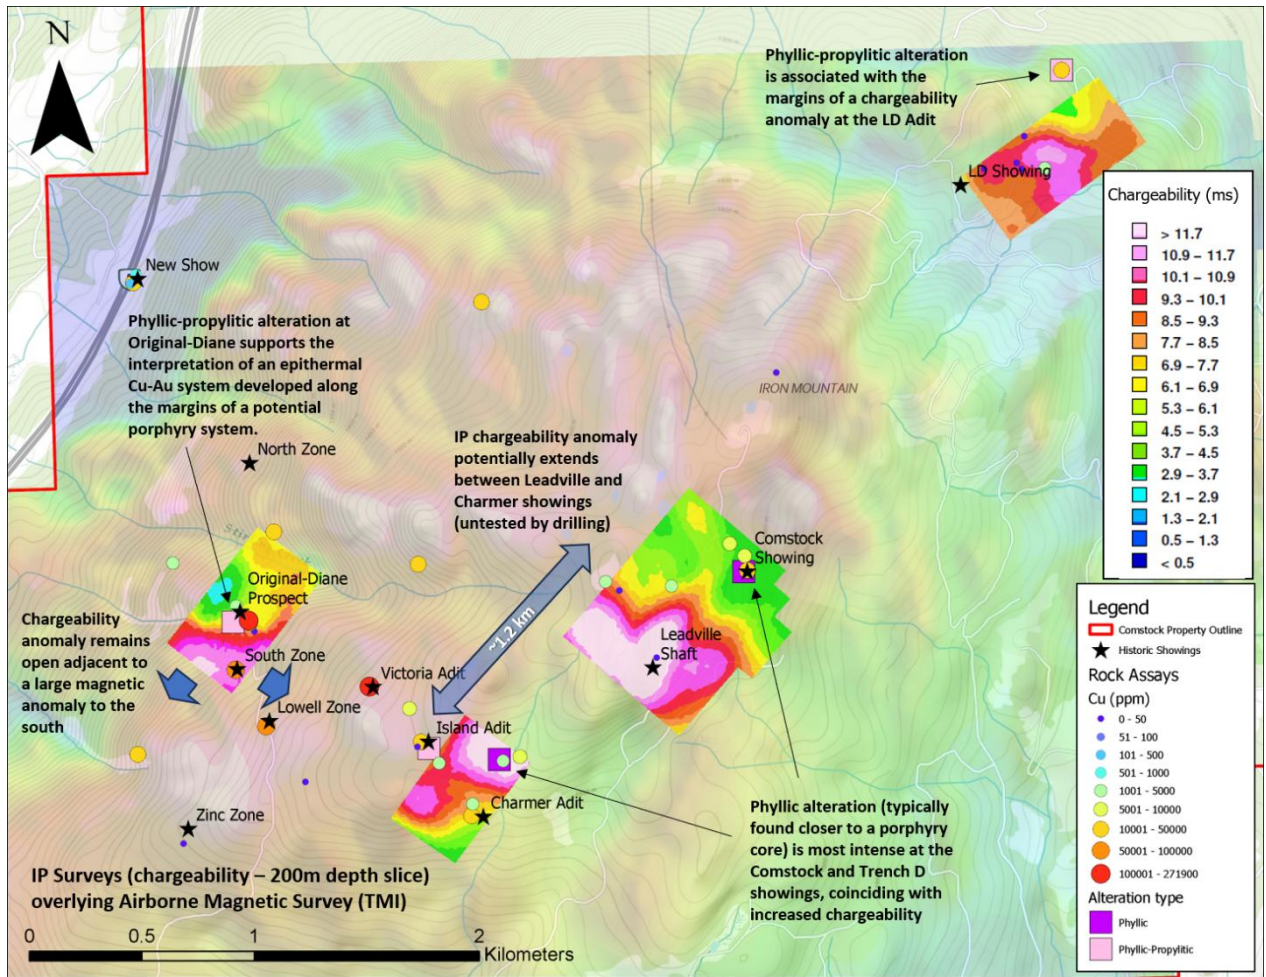 N
Phyllic-propylitic alteration
is associated with the
margins of a chargeability
anomaly at the LD Adit
LD Showing
Chargeability (ms)
> 11.7
10.9 – 11.7
10.1 – 10.9
9.3 – 10.1
8.5 – 9.3
7.7 – 8.5
6.9 – 7.7
6.1 – 6.9
5.3 – 6.1
4.5 – 5.3
3.7 – 4.5
2.9 – 3.7
2.1 – 2.9
1.3 – 2.1
0.5 – 1.3
< 0.5
New Show
Phyllic-propylitic alteration at
Original-Diane supports the
interpretation of an epithermal
Cu-Au system developed along
the margins of a potential
porphyry system.
IRON MOUNTAIN
North Zone
IP chargeability anomaly
potentially extends
between Leadville and
Charmer showings
(untested by drilling)
Comstock
Showing
Original-Diane
Prospect
~1.2 km
Chargeability
anomaly remains
open adjacent to
a large magnetic
anomaly to the
south
South Zone
Leadville
Shaft
Victoria Adit
Lowell Zone
Island Adit
Charmer Adit
Zinc Zone
Phyllic alteration (typically
found closer to a porphyry
core) is most intense at the
Comstock and Trench D
showings, coinciding with
increased chargeability
IP Surveys (chargeability – 200m depth slice)
overlying Airborne Magnetic Survey (TMI)
0 0.5 1 2
Kilometers
Legend
Comstock Property Outline
Historic Showings
Rock Assays
Cu (ppm)
0 - 50
51 - 100
101 - 500
501 - 1000
1001 - 5000
5001 - 10000
10001 - 50000
50001 - 100000
100001 - 271900
Alteration type
Phyllic
Phyllic-Propylitic